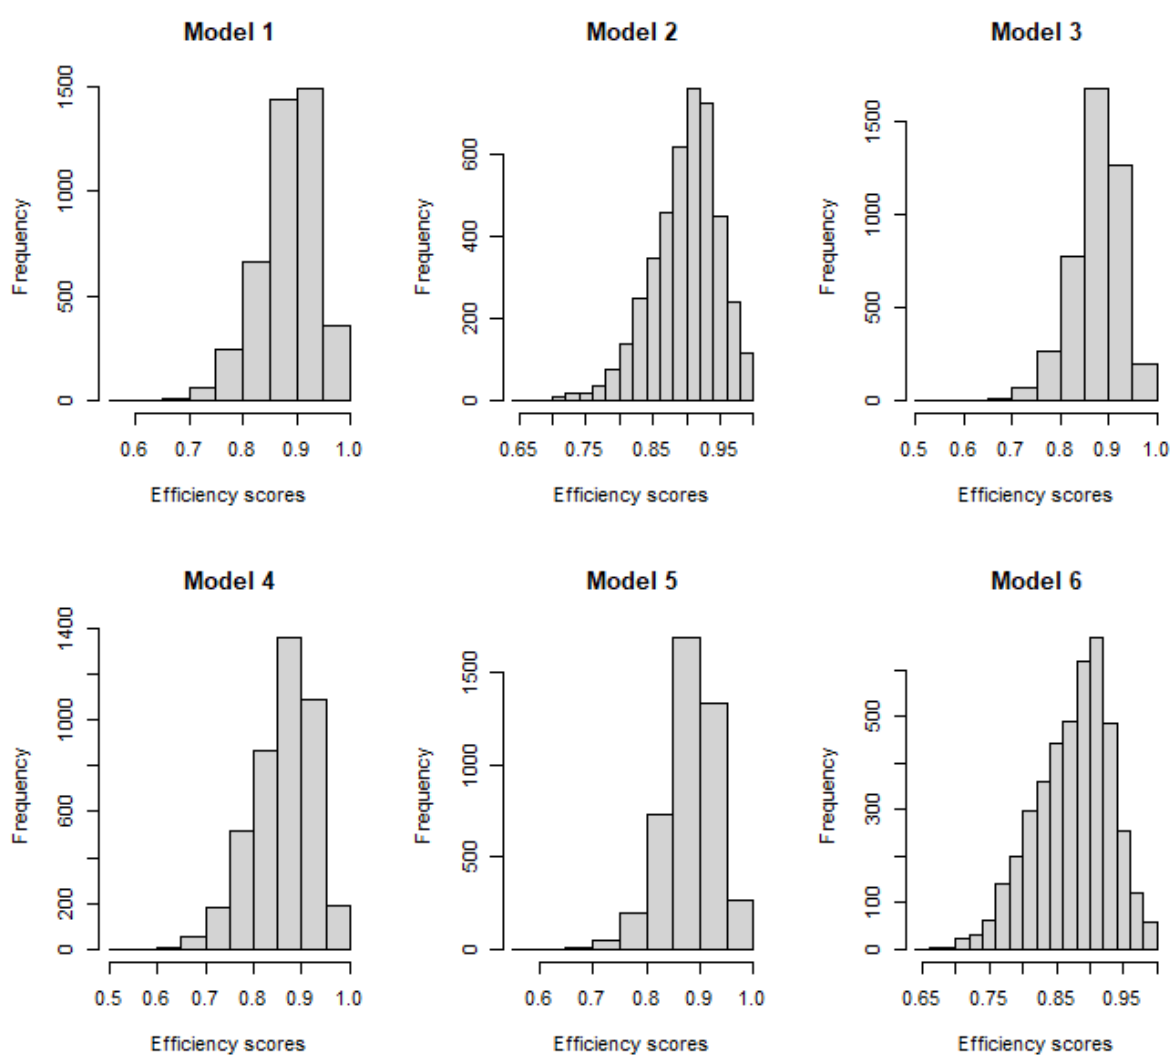 Model 1
Frequency
0 500 1000 1500
0.6 0.7 0.8 0.9 1.0
Efficiency scores
Model 2
Frequency
0 200 400 600
0.65 0.75 0.85 0.95
Efficiency scores
Model 3
Frequency
0 500 1000 1500
0.5 0.6 0.7 0.8 0.9 1.0
Efficiency scores
Model 4
Frequency
0 200 600 1000 1400
0.5 0.6 0.7 0.8 0.9 1.0
Efficiency scores
Model 5
Frequency
0 500 1000 1500
0.6 0.7 0.8 0.9 1.0
Efficiency scores
Model 6
Frequency
0 100 300 500
0.65 0.75 0.85 0.95
Efficiency scores